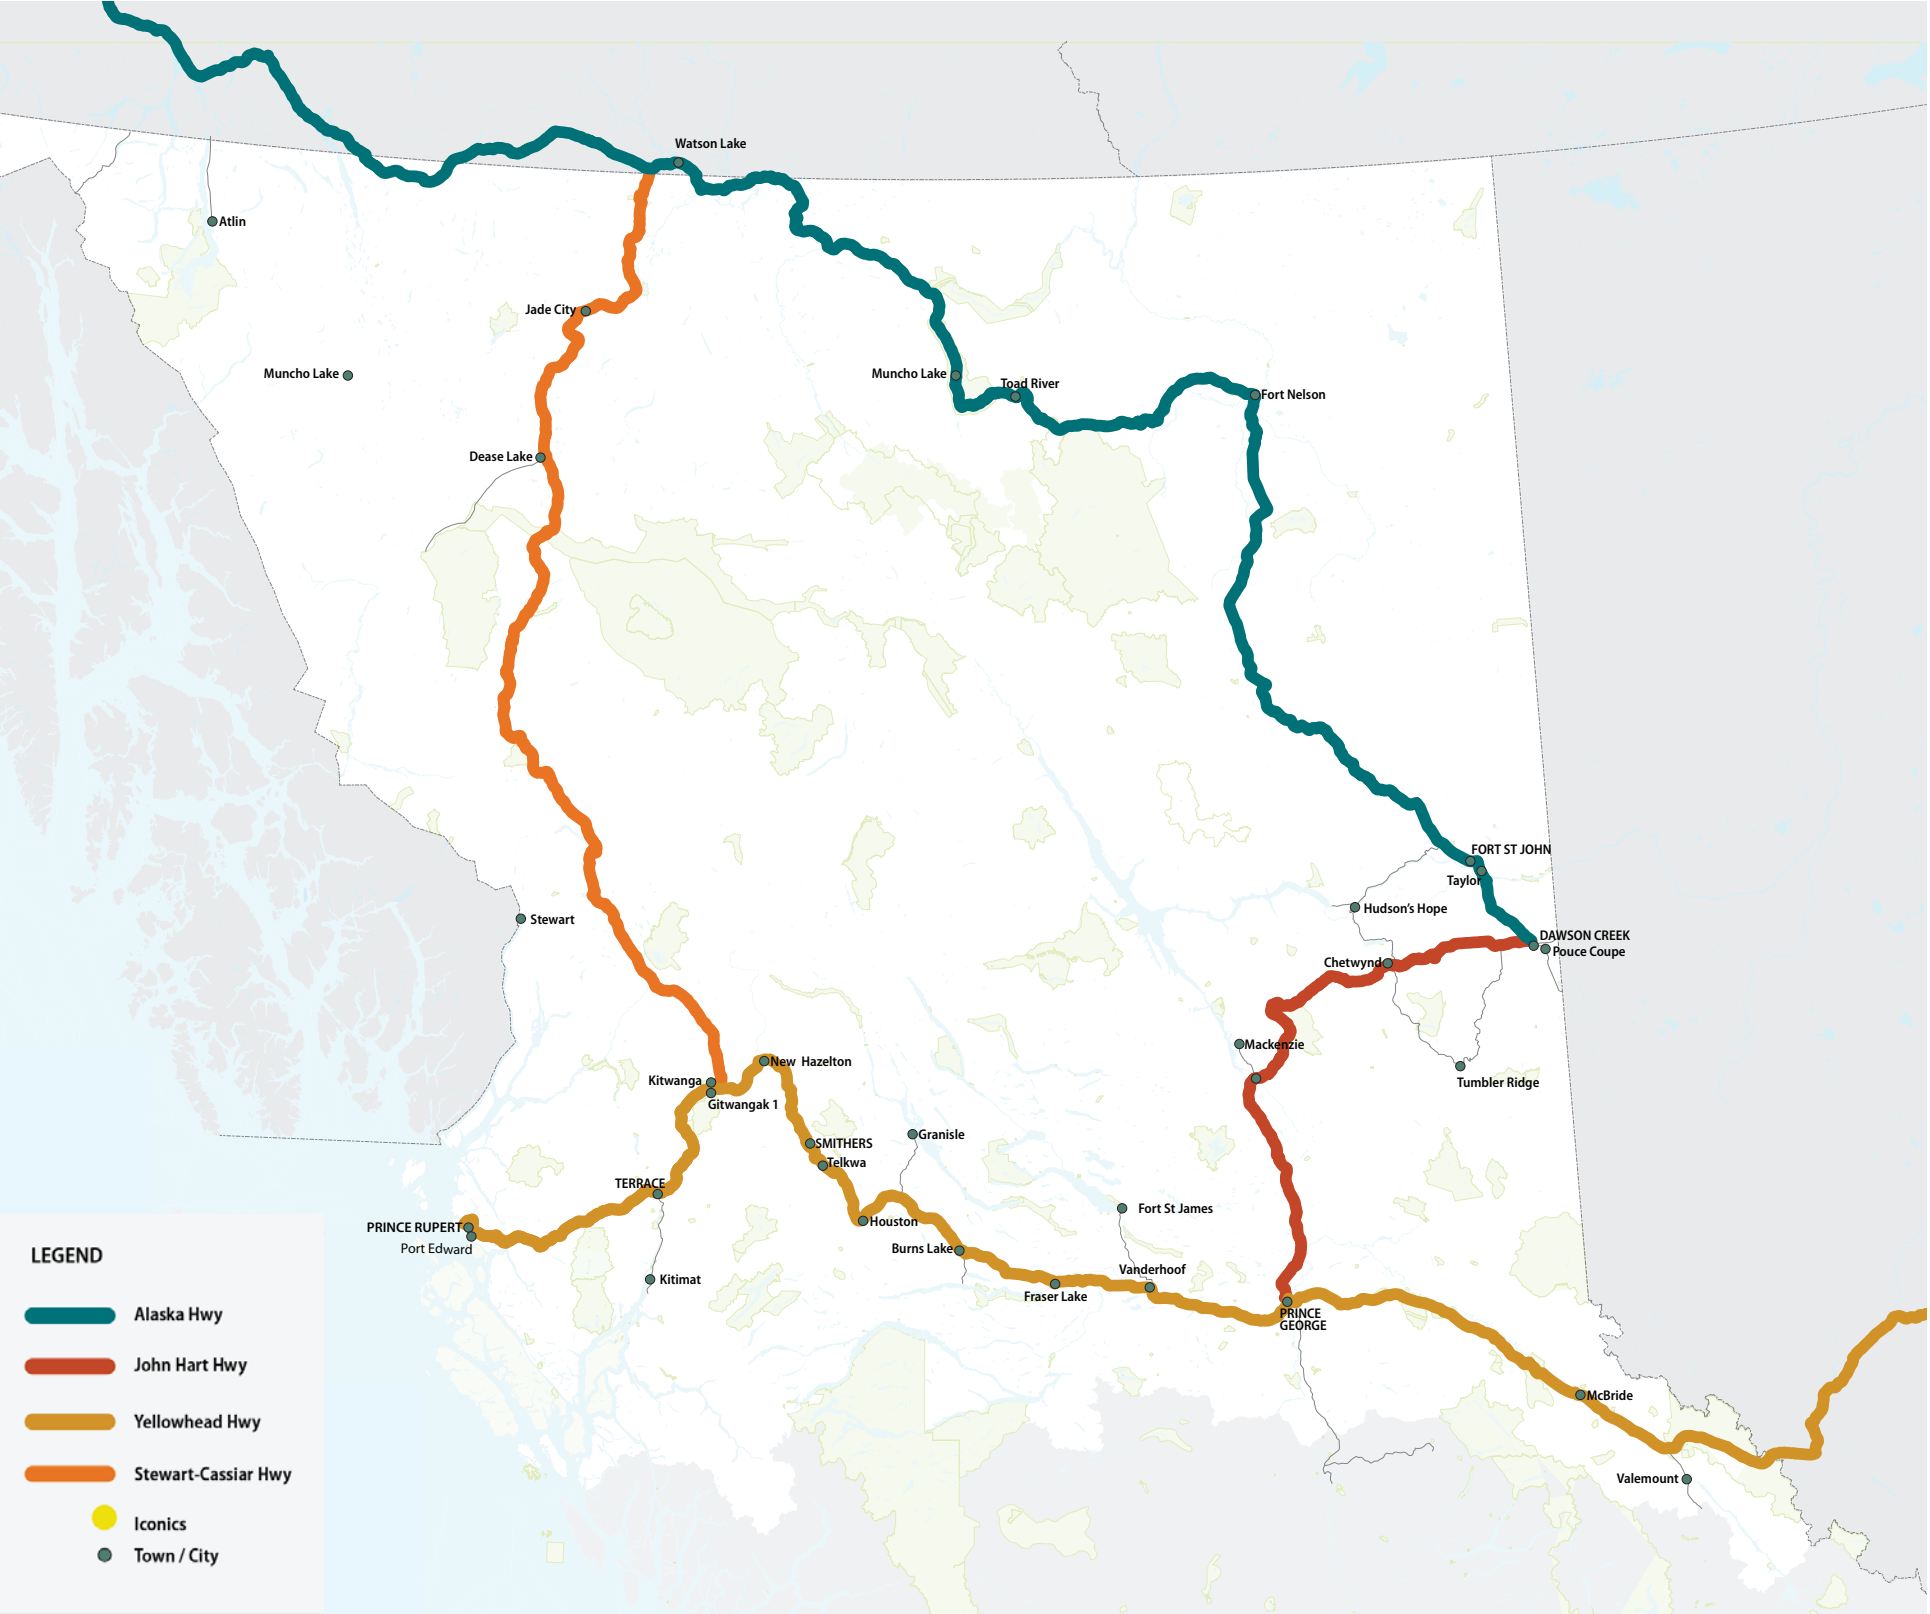 Watson Lake
Atlin
Jade City
Muncho Lake
Muncho Lake
Toad River
Fort Nelson
Dease Lake
FORT ST JOHN
Taylor
Hudson's Hope
Stewart
DAWSON CREEK
Pouce Coupe
Chetwynd
Mackenzie
New Hazelton
Kitwanga
Tumbler Ridge
Gitwangak 1
Granisle
SMITHERS
Telkwa
TERRACE
Fort St James
PRINCE RUPERT
Houston
Port Edward
Burns Lake
Vanderhoof
Kitimat
Fraser Lake
PRINCE
GEORGE
McBride
Valemount
LEGEND
Alaska Hwy
John Hart Hwy
Yellowhead Hwy
Stewart-Cassiar Hwy
Iconics
Town / City